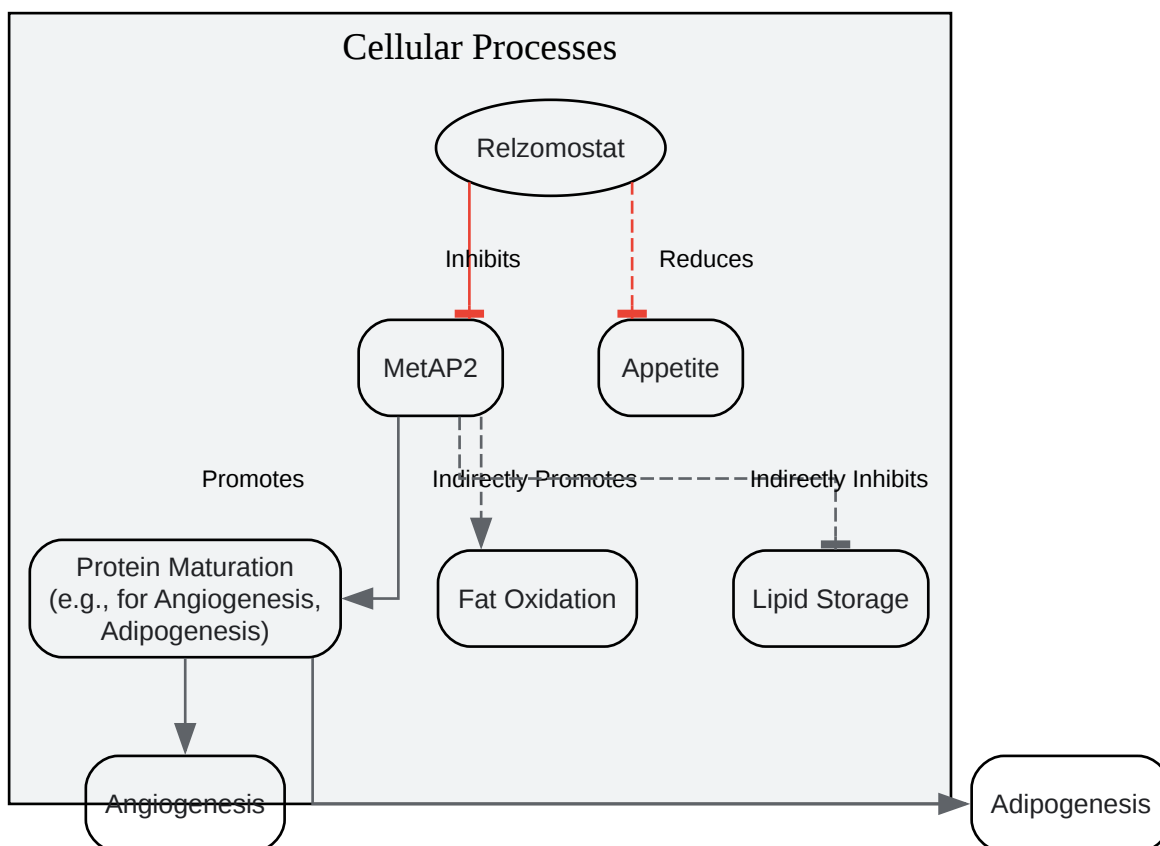 Cellular Processes
Relzomostat
Inhibits
Reduces
MetAP2
Appetite
Promotes
Indirectly Promotes
Indirectly Inhibits
Protein Maturation
(e.g., for Angiogenesis,
Adipogenesis)
Fat Oxidation
Lipid Storage
Angiogenesis
Adipogenesis